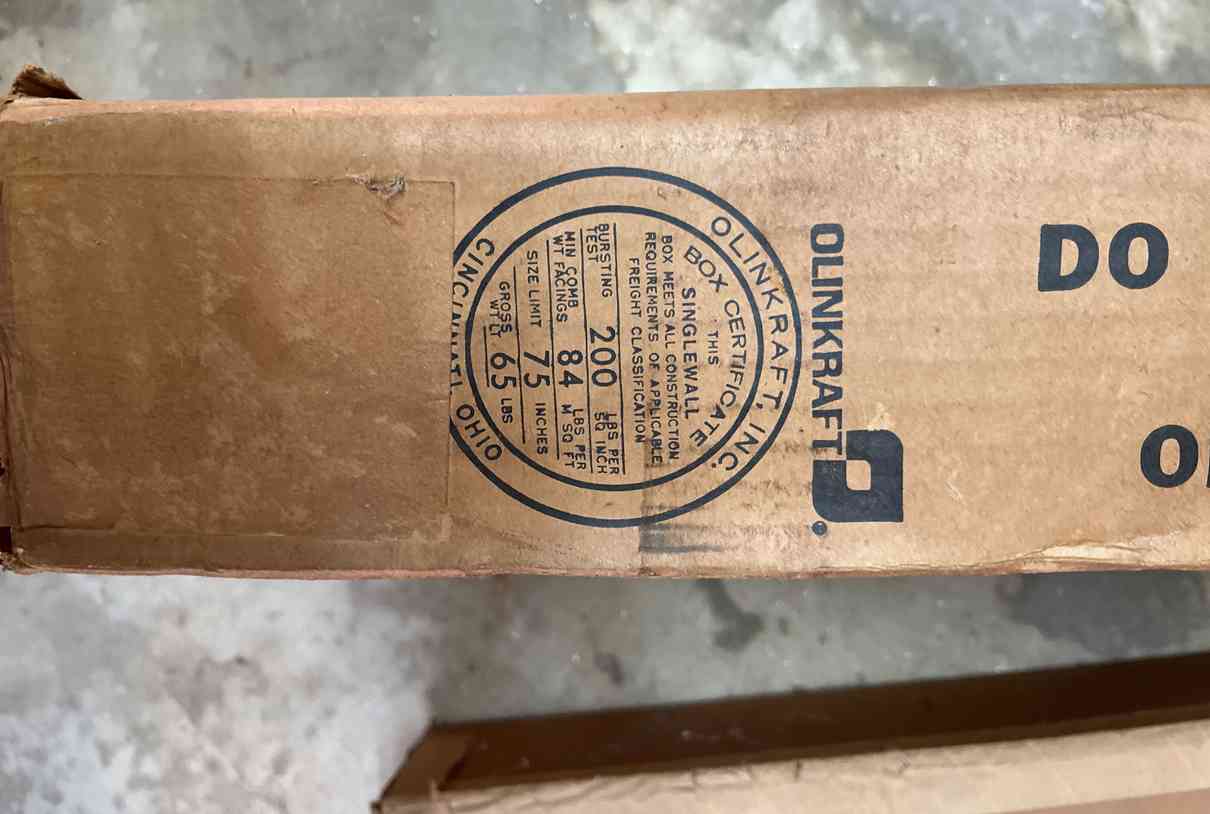 OLINKRAFT, INC.
BOX CERTIFICATE
THIS
SINGLEWALL
BOX MEETS ALL CONSTRUCTION
REQUIREMENTS OF APPLICABLE
FREIGHT CLASSIFICATION
BURSTING TEST 200 LBS PER SQ INCH
MIN COMB WT FACINGS 84 LBS PER M SQ FT
SIZE LIMIT 75 INCHES
GROSS WT LT 65 LBS
CINCINNATI, OHIO
OLINKRAFT
®
DO